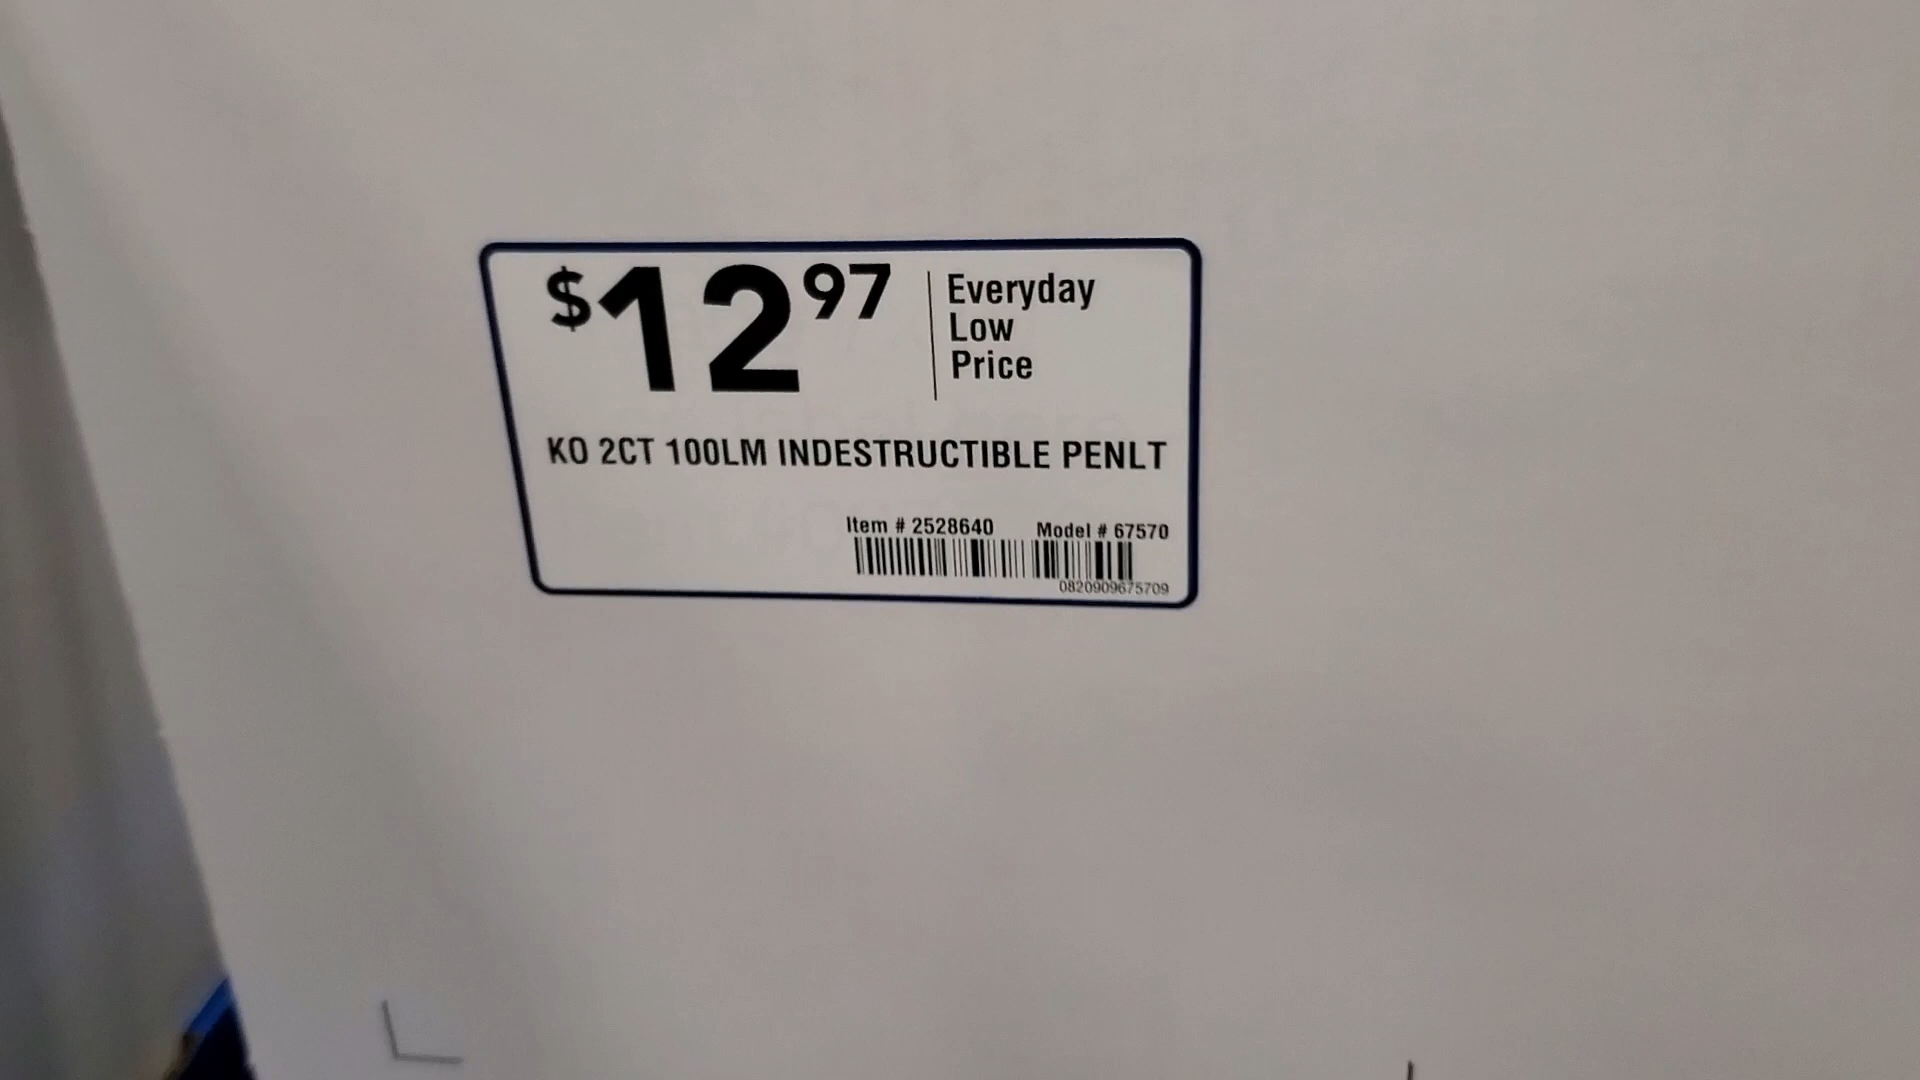 $12 97
Everyday
Low
Price
KO 2CT 100LM INDESTRUCTIBLE PENLT
Item # 2528640 Model # 67570
0820909675709